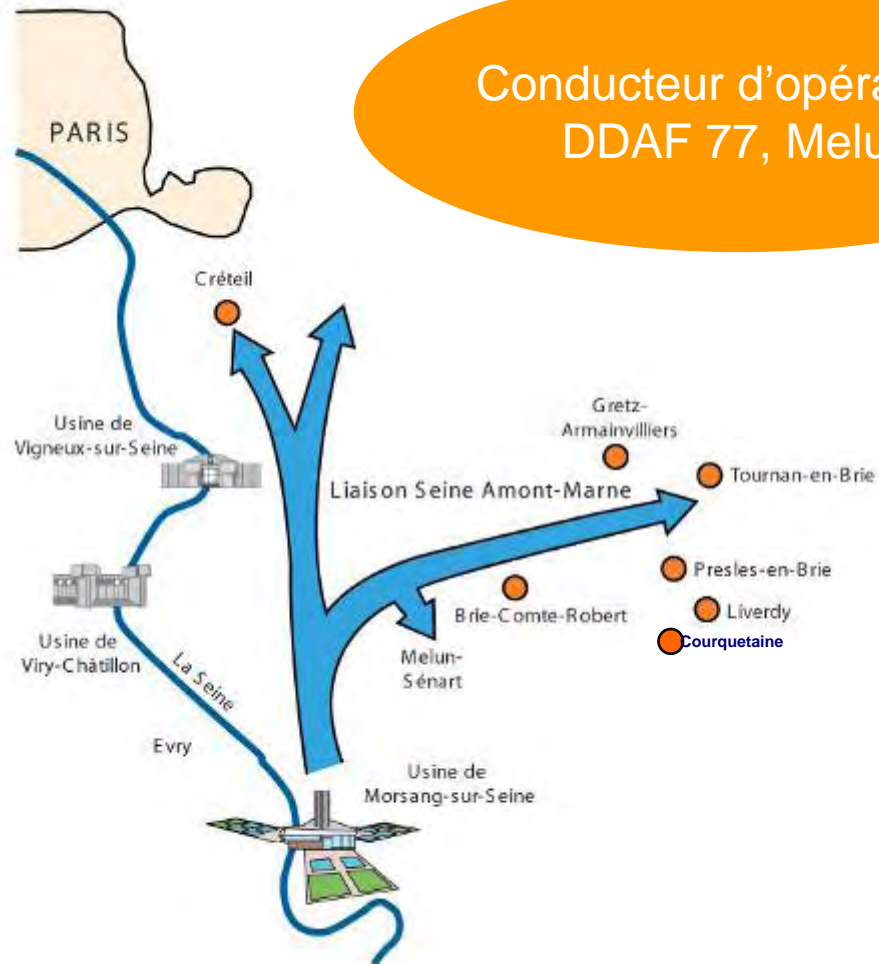 Conducteur d'opéra
DDAF 77, Melu
PARIS
Créteil
Usine de
Vigneux-sur-Seine
Gretz-
Armainvilliers
Liaison Seine Amont-Marne
Tournan-en-Brie
Presles-en-Brie
Brie-Comte-Robert
Liverdy
Courquetaine
Melun-
Sénart
Usine de
Viry-Châtillon
La Seine
Evry
Usine de
Morsang-sur-Seine